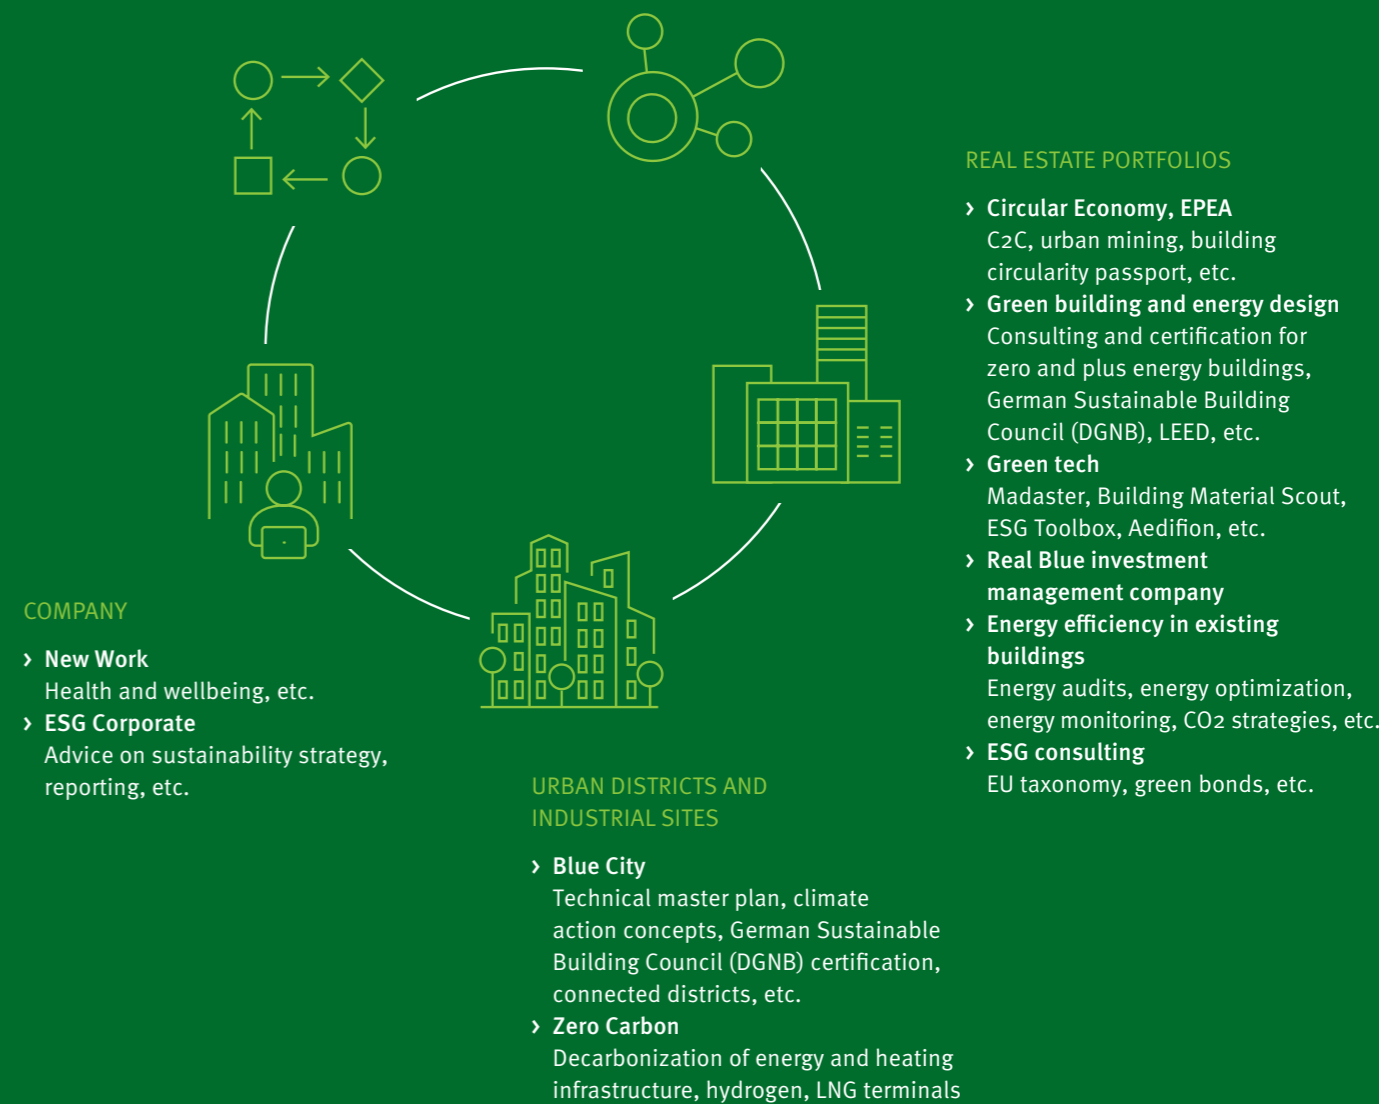 COMPANY
› New Work
Health and wellbeing, etc.
› ESG Corporate
Advice on sustainability strategy,
reporting, etc.
URBAN DISTRICTS AND
INDUSTRIAL SITES
› Blue City
Technical master plan, climate
action concepts, German Sustainable
Building Council (DGNB) certification,
connected districts, etc.
› Zero Carbon
Decarbonization of energy and heating
infrastructure, hydrogen, LNG terminals
REAL ESTATE PORTFOLIOS
› Circular Economy, EPEA
C2C, urban mining, building
circularity passport, etc.
› Green building and energy design
Consulting and certification for
zero and plus energy buildings,
German Sustainable Building
Council (DGNB), LEED, etc.
› Green tech
Madaster, Building Material Scout,
ESG Toolbox, Aedifion, etc.
› Real Blue investment
management company
› Energy efficiency in existing
buildings
Energy audits, energy optimization,
energy monitoring, CO2 strategies, etc.
› ESG consulting
EU taxonomy, green bonds, etc.